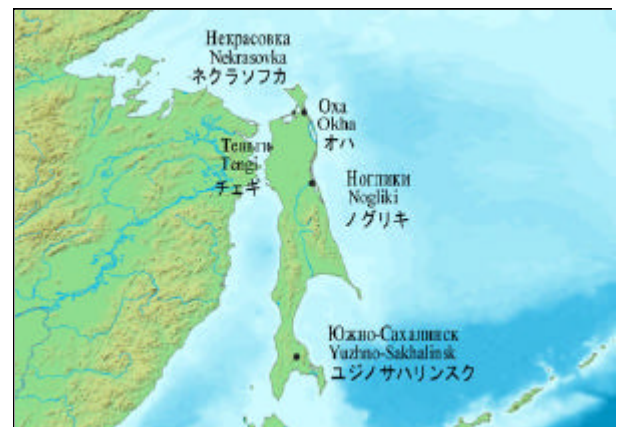 Некрасовка
Nekrasovka
ネクラソフカ
Оха
Okha
オハ
Теньги
Tengi
チェギ
Ноглики
Nogliki
ノグリキ
Южно-Сахалинск
Yuzhno-Sakhalinsk
ユジノサハリンスク